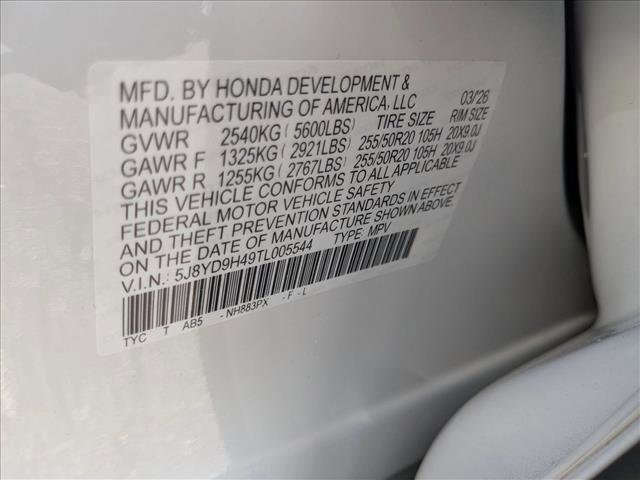 MFD. BY HONDA DEVELOPMENT &
MANUFACTURING OF AMERICA, LLC 03/26
GVWR 2540KG ( 5600LBS) TIRE SIZE RIM SIZE
GAWR F 1325KG ( 2921LBS) 255/50R20 105H 20X9.0J
GAWR R 1255KG ( 2767LBS) 255/50R20 105H 20X9.0J
THIS VEHICLE CONFORMS TO ALL APPLICABLE
FEDERAL MOTOR VEHICLE SAFETY
AND THEFT PREVENTION STANDARDS IN EFFECT
ON THE DATE OF MANUFACTURE SHOWN ABOVE.
V.I.N.: 5J8YD9H49TL005544 TYPE: MPV
TYC T AB5 - NH883PX - F - L